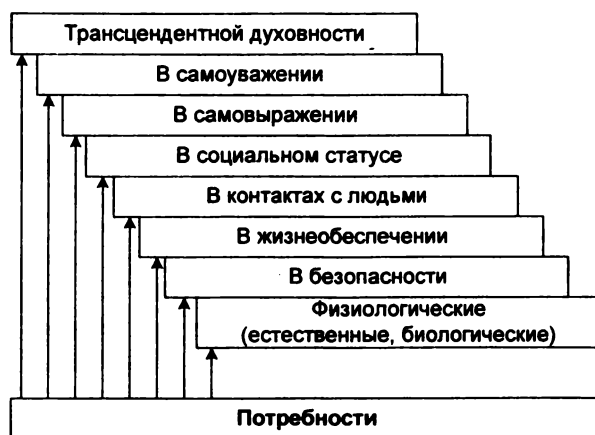 Трансцендентной духовности
В самоуважении
В самовыражении
В социальном статусе
В контактах с людьми
В жизнеобеспечении
В безопасности
Физиологические
(естественные, биологические)
Потребности